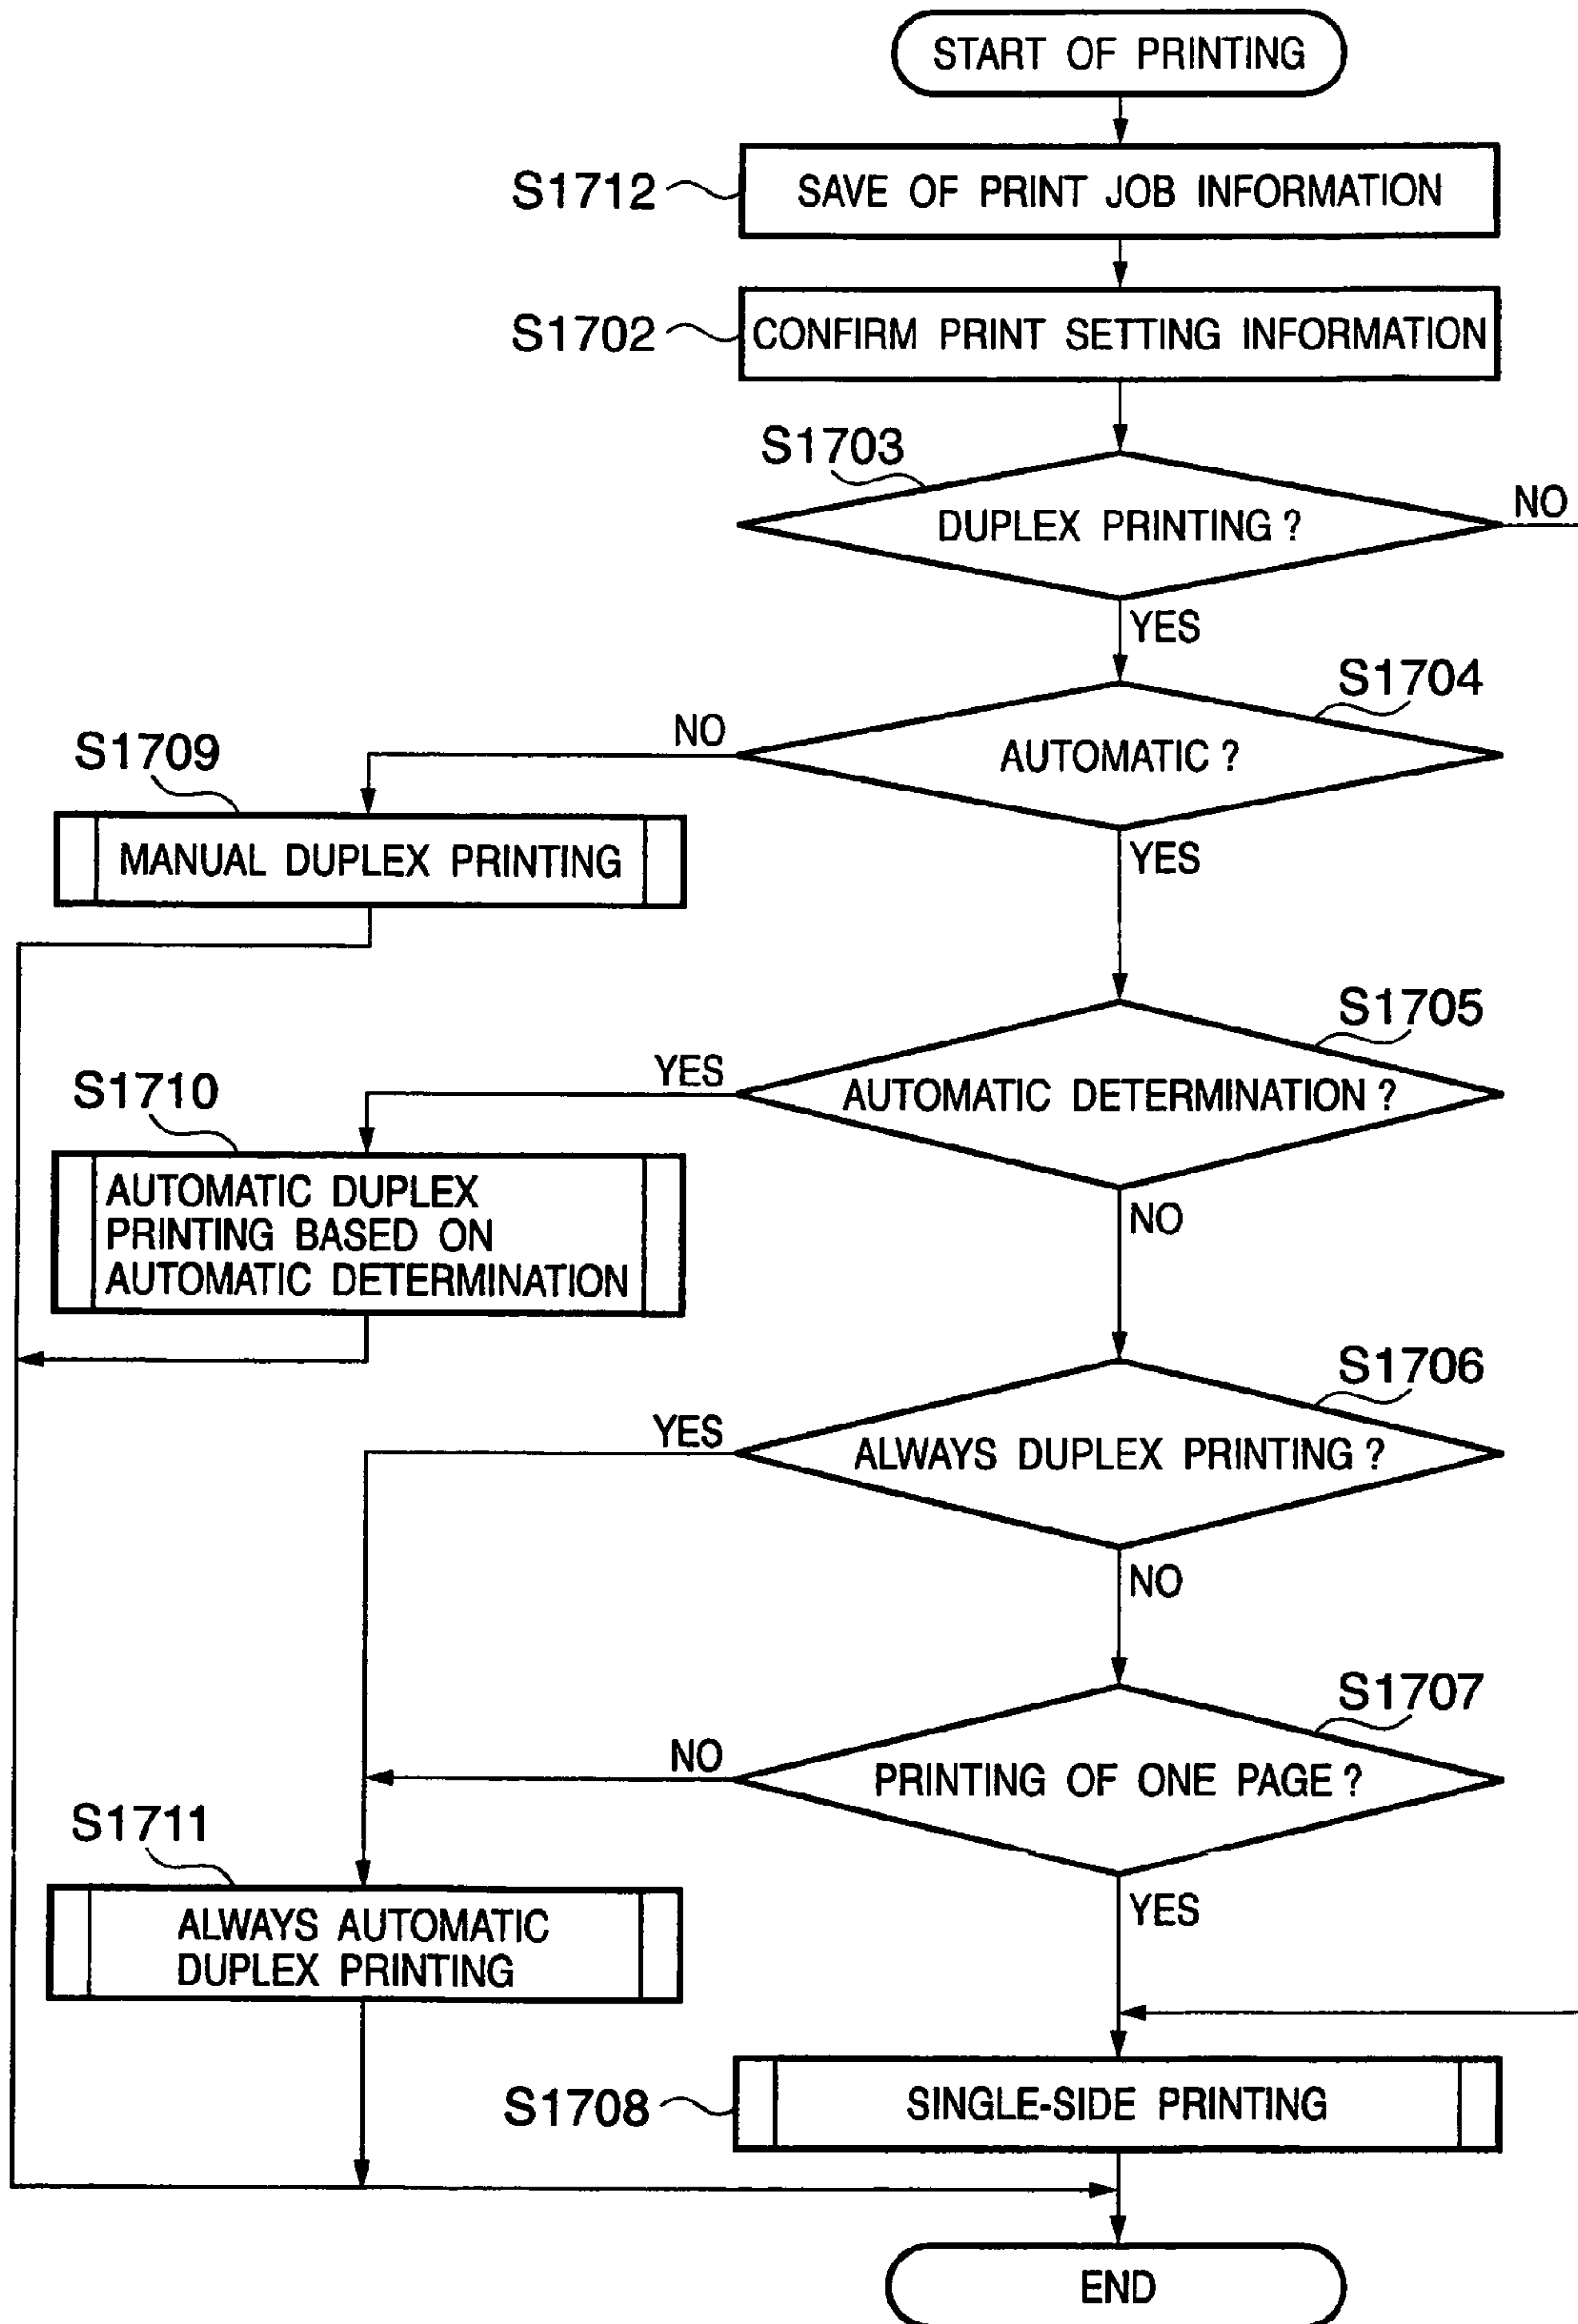 START OF PRINTING
S1712
SAVE OF PRINT JOB INFORMATION
S1702
CONFIRM PRINT SETTING INFORMATION
S1703
DUPLEX PRINTING ?
NO
YES
S1704
AUTOMATIC ?
NO
YES
S1709
MANUAL DUPLEX PRINTING
S1705
AUTOMATIC DETERMINATION ?
YES
NO
S1710
AUTOMATIC DUPLEX
PRINTING BASED ON
AUTOMATIC DETERMINATION
S1706
ALWAYS DUPLEX PRINTING ?
YES
NO
S1707
PRINTING OF ONE PAGE ?
NO
YES
S1711
ALWAYS AUTOMATIC
DUPLEX PRINTING
S1708
SINGLE-SIDE PRINTING
END